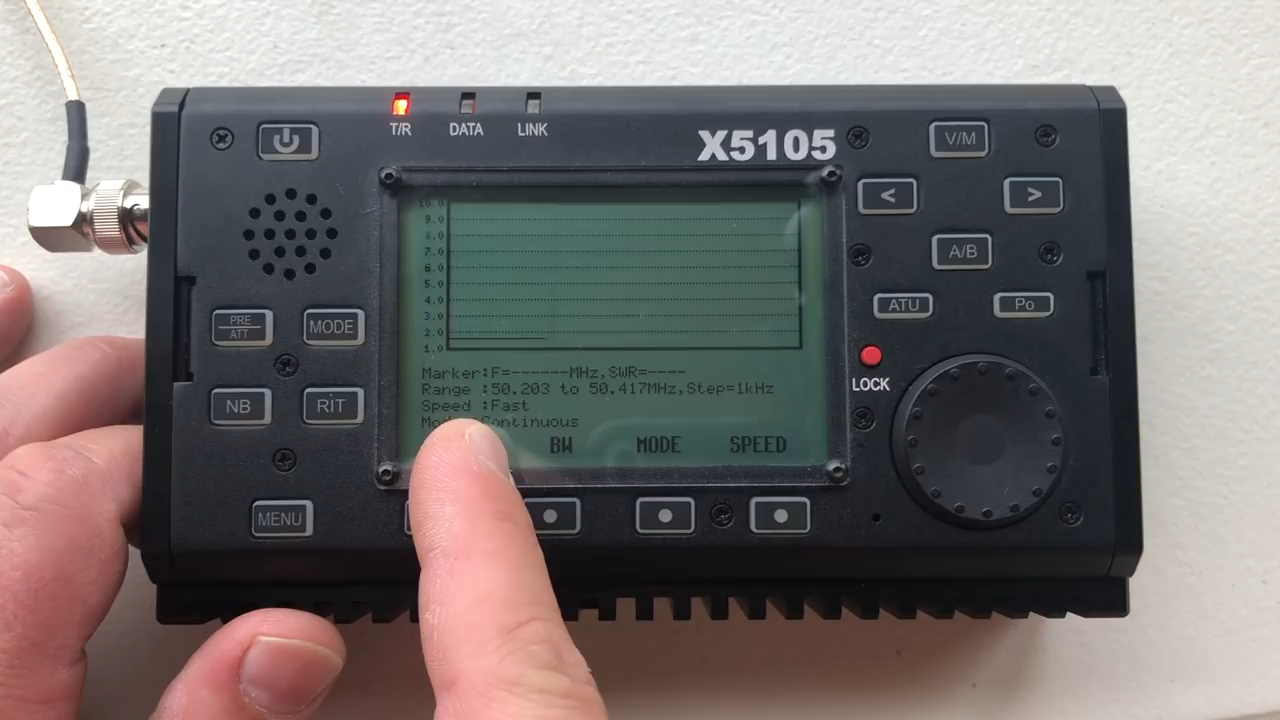 T/R DATA LINK
X5105
V/M
< >
A/B
ATU Po
LOCK
PRE
ATT
MODE
NB RIT
MENU
10.0
9.0
8.0
7.0
6.0
5.0
4.0
3.0
2.0
1.0
Marker:F=------MHz,SWR=----
Range :50.203 to 50.417MHz,Step=1kHz
Speed :Fast
Continuous
BW MODE SPEED